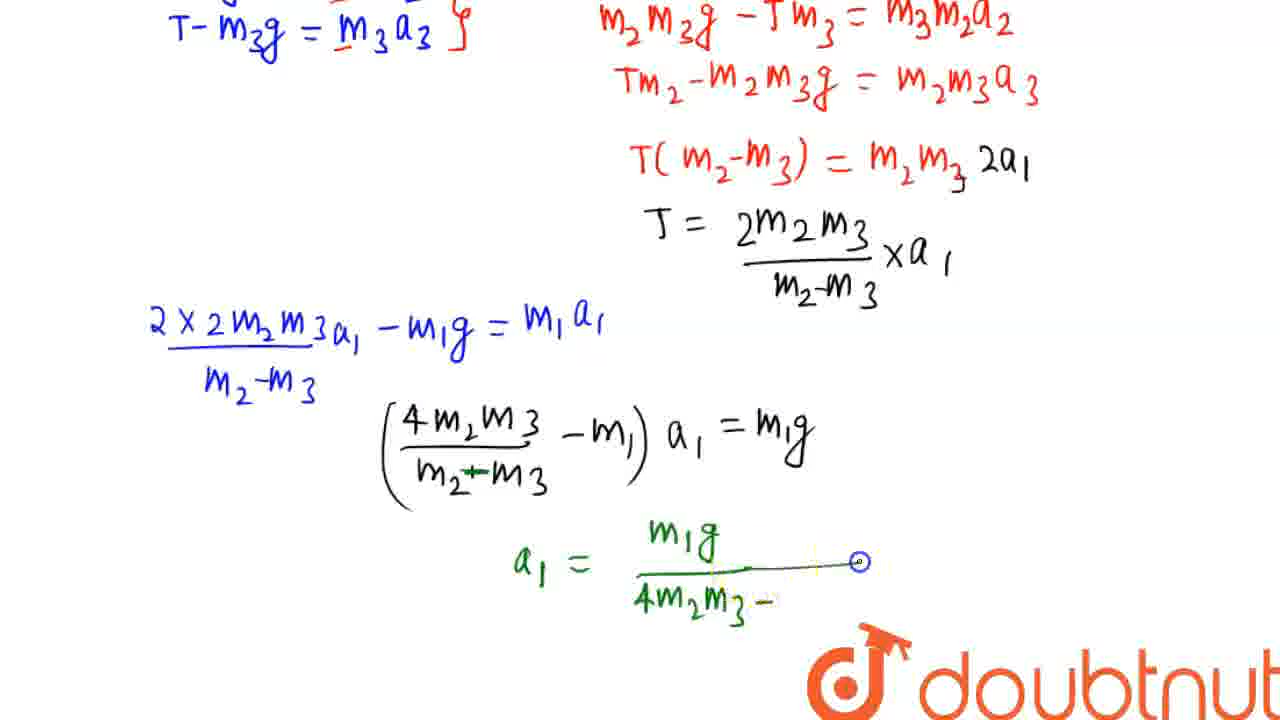 T - m₃g = m₃a₃ }
m₂m₃g - Tm₃ = m₃m₂a₂
Tm₂ - m₂m₃g = m₂m₃a₃
T(m₂-m₃) = m₂m₃ 2a₁
T = 2m₂m₃/(m₂-m₃) × a₁
2×2m₂m₃/(m₂-m₃) a₁ - m₁g = m₁a₁
(4m₂m₃/(m₂+m₃) - m₁) a₁ = m₁g
a₁ = m₁g/(4m₂m₃ -
doubtnut